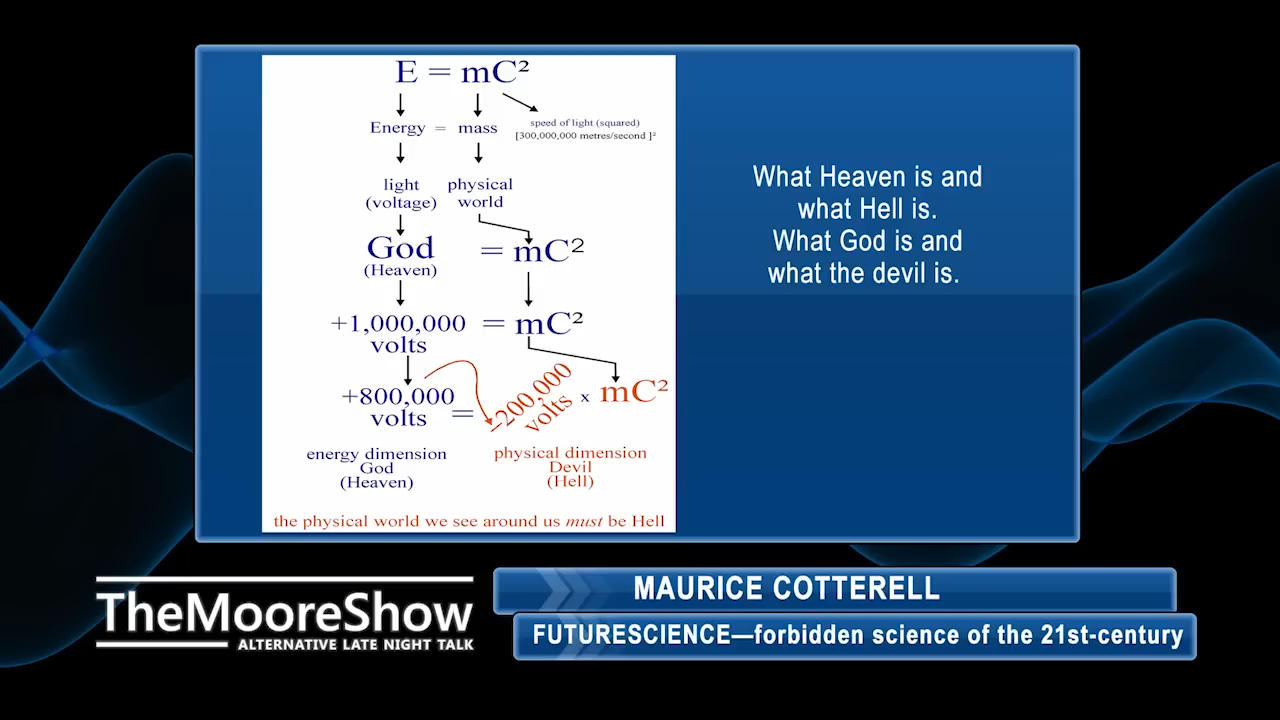 E = mC²
Energy = mass
speed of light (squared)
[300,000,000 metres/second ]²
light
(voltage)
physical
world
God = mC²
(Heaven)
+1,000,000 = mC²
volts
+800,000
volts =
–200,000
volts
x mC²
energy dimension
God
(Heaven)
physical dimension
Devil
(Hell)
the physical world we see around us must be Hell
What Heaven is and
what Hell is.
What God is and
what the devil is.
TheMooreShow
ALTERNATIVE LATE NIGHT TALK
MAURICE COTTERELL
FUTURESCIENCE—forbidden science of the 21st-century